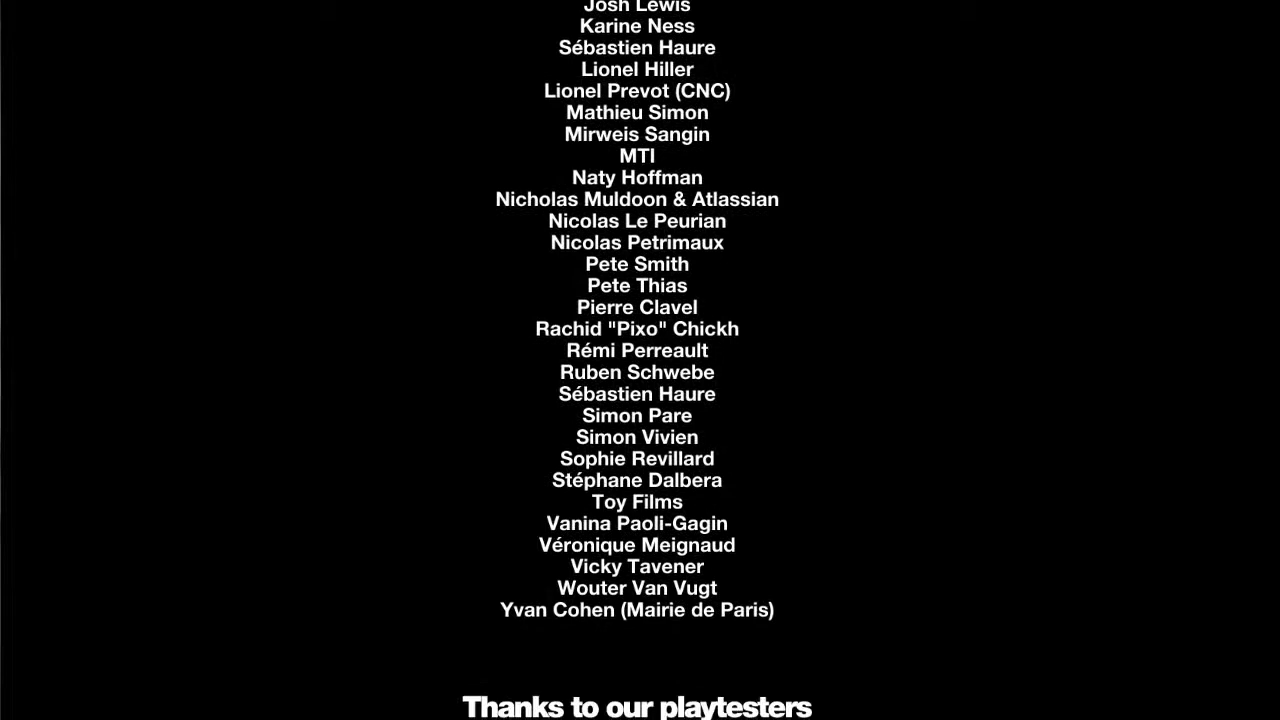 Josh Lewis
Karine Ness
Sébastien Haure
Lionel Hiller
Lionel Prevot (CNC)
Mathieu Simon
Mirweis Sangin
MTI
Naty Hoffman
Nicholas Muldoon & Atlassian
Nicolas Le Peurian
Nicolas Petrimaux
Pete Smith
Pete Thias
Pierre Clavel
Rachid "Pixo" Chickh
Rémi Perreault
Ruben Schwebe
Sébastien Haure
Simon Pare
Simon Vivien
Sophie Revillard
Stéphane Dalbera
Toy Films
Vanina Paoli-Gagin
Véronique Meignaud
Vicky Tavener
Wouter Van Vugt
Yvan Cohen (Mairie de Paris)
Thanks to our playtesters